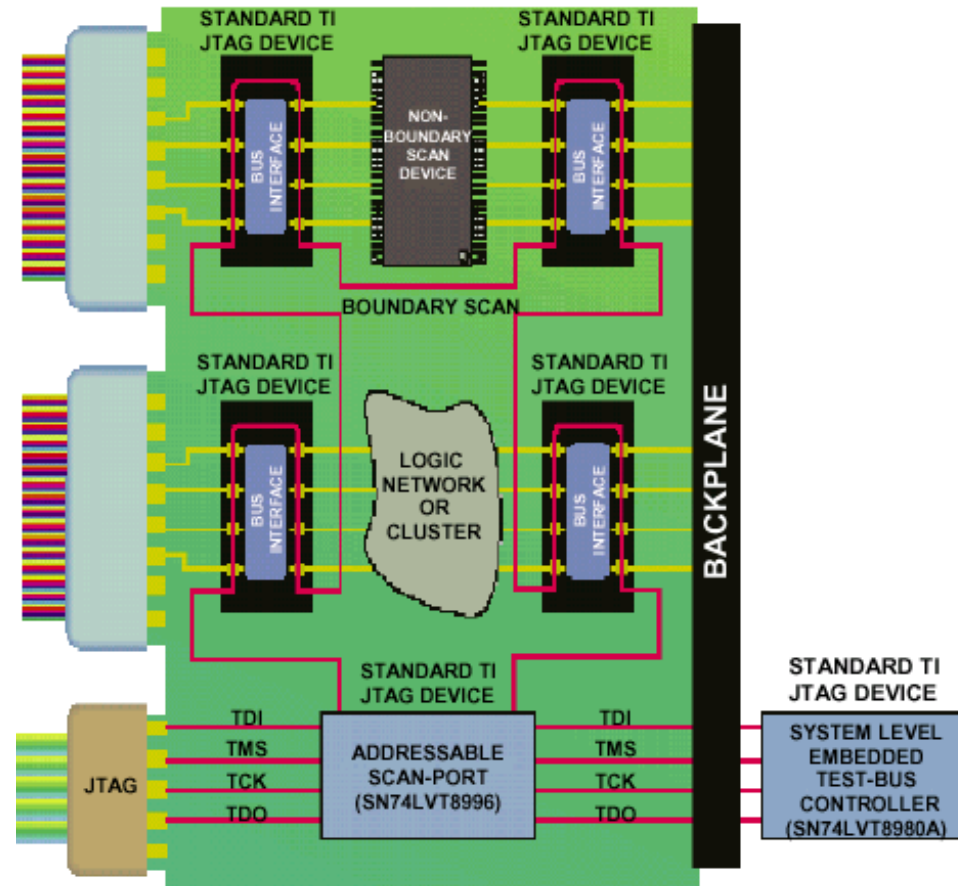 STANDARD TI
JTAG DEVICE
STANDARD TI
JTAG DEVICE
BUS
INTERFACE
NON-
BOUNDARY
SCAN
DEVICE
BUS
INTERFACE
BOUNDARY SCAN
STANDARD TI
JTAG DEVICE
STANDARD TI
JTAG DEVICE
BUS
INTERFACE
LOGIC
NETWORK
OR
CLUSTER
BUS
INTERFACE
BACKPLANE
STANDARD TI
JTAG DEVICE
JTAG
TDI
TMS
TCK
TDO
ADDRESSABLE
SCAN-PORT
(SN74LVT8996)
TDI
TMS
TCK
TDO
STANDARD TI
JTAG DEVICE
SYSTEM LEVEL
EMBEDDED
TEST-BUS
CONTROLLER
(SN74LVT8980A)